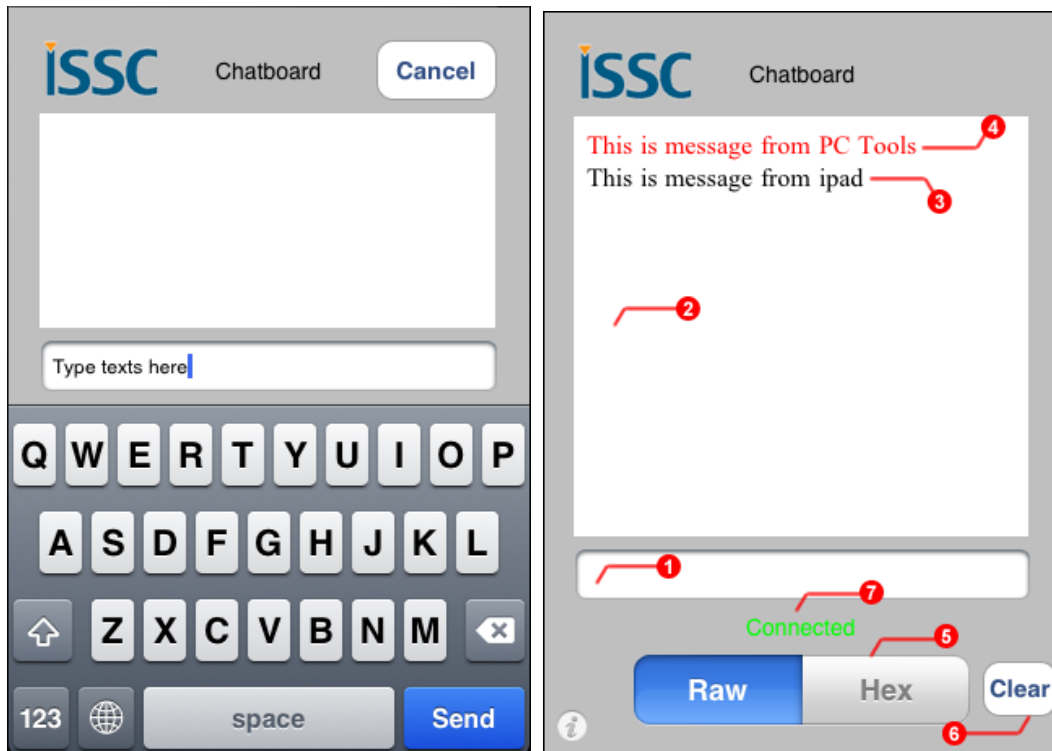 ISSC Chatboard Cancel
Type texts here
Q W E R T Y U I O P
A S D F G H J K L
Z X C V B N M
123 space Send
ISSC Chatboard
This is message from PC Tools 4
This is message from ipad 3
2
1
7
Connected
5
Raw Hex Clear
i 6